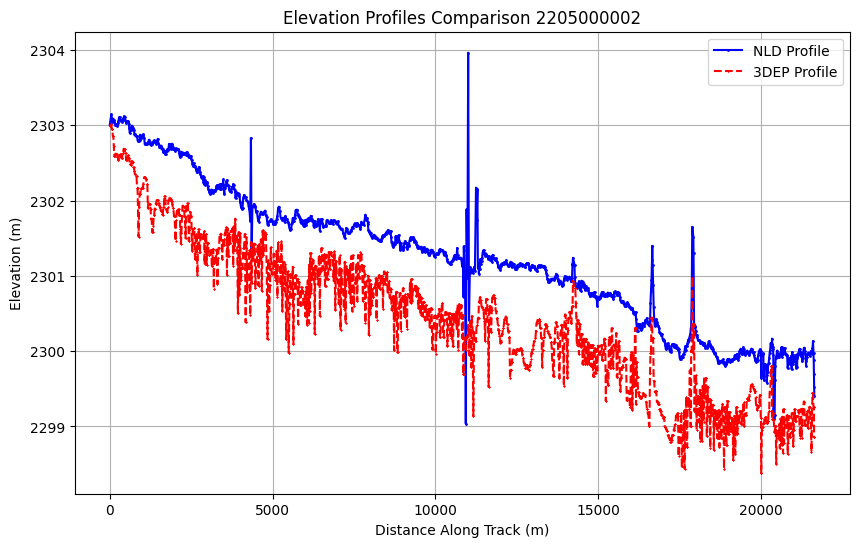 Elevation Profiles Comparison 2205000002
NLD Profile
3DEP Profile
2304
2303
2302
2301
2300
2299
Elevation (m)
0
5000
10000
15000
20000
Distance Along Track (m)